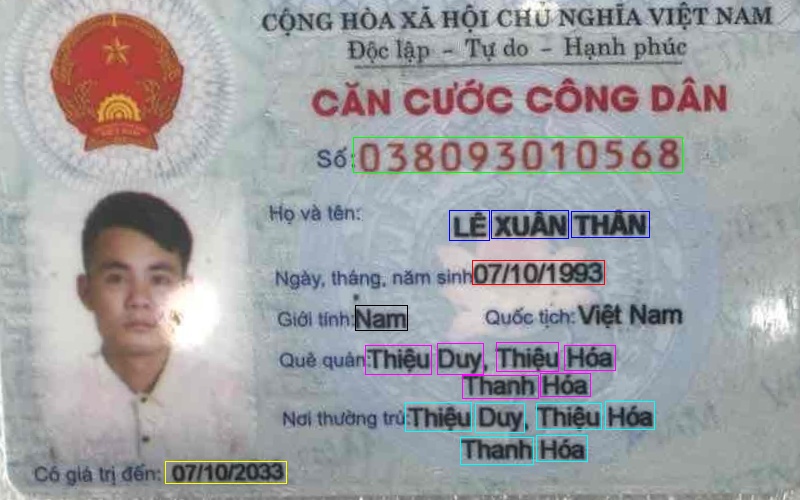 CỘNG HÒA XÃ HỘI CHỦ NGHĨA VIỆT NAM
Độc lập - Tự do - Hạnh phúc
CĂN CƯỚC CÔNG DÂN
Số: 038093010568
Họ và tên:
LÊ XUÂN THÂN
Ngày, tháng, năm sinh 07/10/1993
Giới tính: Nam Quốc tịch: Việt Nam
Quê quán: Thiệu Duy, Thiệu Hóa
Thanh Hóa
Nơi thường trú: Thiệu Duy, Thiệu Hóa
Thanh Hóa
Có giá trị đến: 07/10/2033